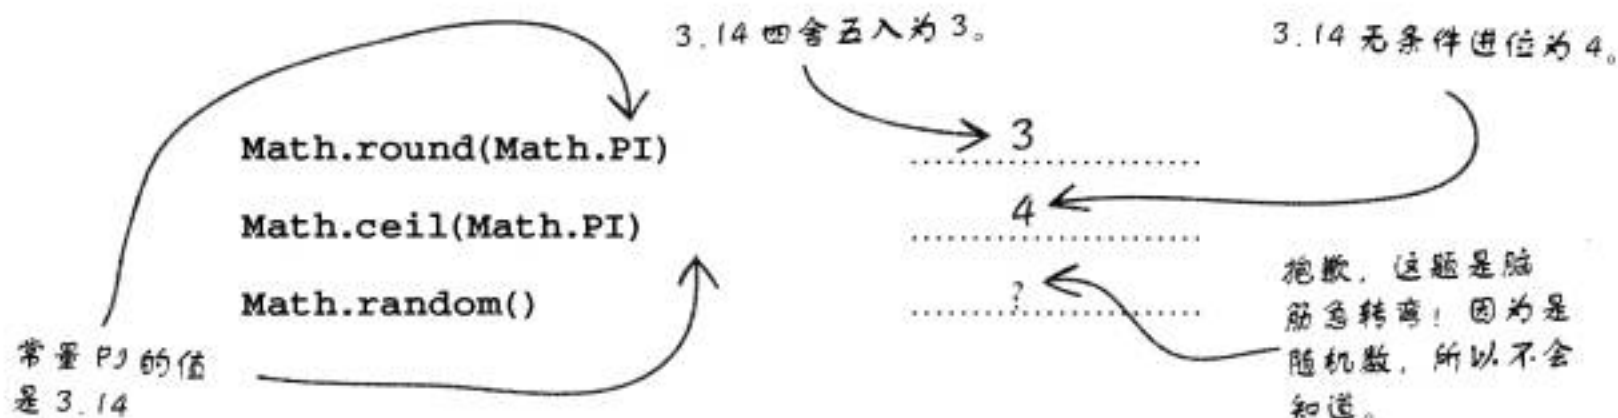 3.14 四舍五入为 3。
3.14 无条件进位为 4。
Math.round(Math.PI)
3
Math.ceil(Math.PI)
4
Math.random()
?
抱歉，这题是脑
筋急转弯！因为是
随机数，所以不会
知道。
常量 PI 的值
是 3.14